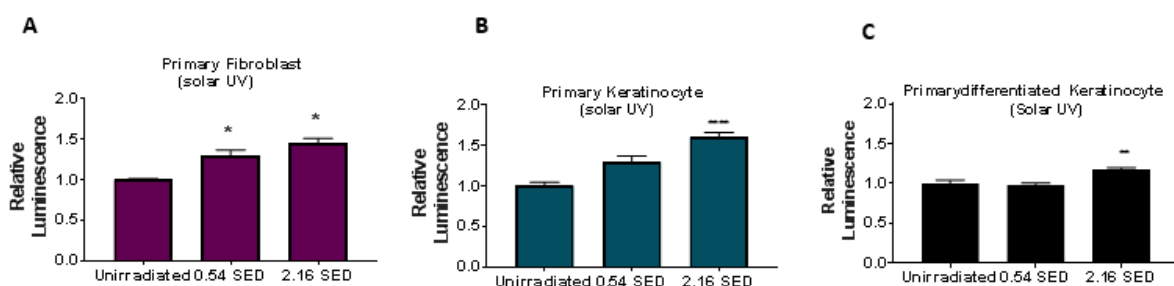 A
Primary Fibroblast
(solar UV)
Relative
Luminescence
2.0
1.5
1.0
0.5
0.0
*
*
Unirradiated 0.54 SED 2.16 SED
B
Primary Keratinocyte
(solar UV)
Relative
Luminescence
2.0
1.5
1.0
0.5
0.0
Unirradiated 0.54 SED 2.16 SED
C
Primarydifferentiated Keratinocyte
(Solar UV)
Relative
Luminescence
2.0
1.5
1.0
0.5
0.0
Unirradiated 0.54 SED 2.16 SED